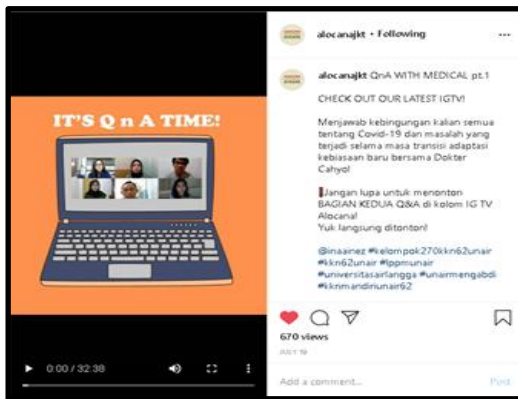 alocanajkt • Following
IT'S Q n A TIME!
0:00 / 32:38
alocanajkt QnA WITH MEDICAL pt.1
CHECK OUT OUR LATEST IGTV!
Menjawab kebingungan kalian semua
tentang Covid-19 dan masalah yang
terjadi selama masa transisi adaptasi
kebiasaan baru bersama Dokter
Cahyo!
Jangan lupa untuk menonton
BAGIAN KEDUA Q&A di kolom IG TV
Alocana!
Yuk langsung ditonton!
@inaainez #kelompok270kkn62unair
#kkn62unair #lppmunair
#universitasairlangga #unairmengabdi
#kknmandiriunair62
670 views
Add a comment...
Post